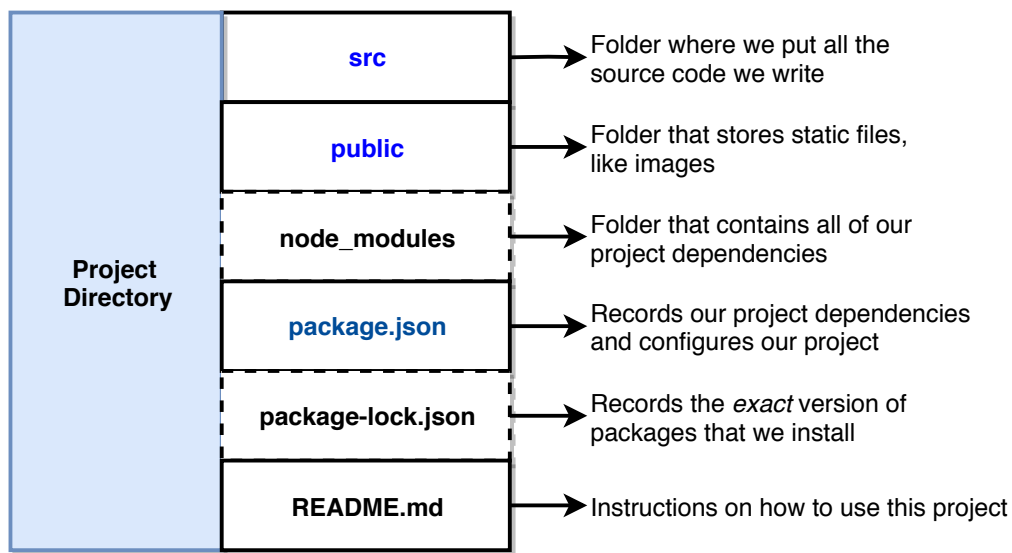 Project
Directory
src
Folder where we put all the
source code we write
public
Folder that stores static files,
like images
node_modules
Folder that contains all of our
project dependencies
package.json
Records our project dependencies
and configures our project
package-lock.json
Records the exact version of
packages that we install
README.md
Instructions on how to use this project